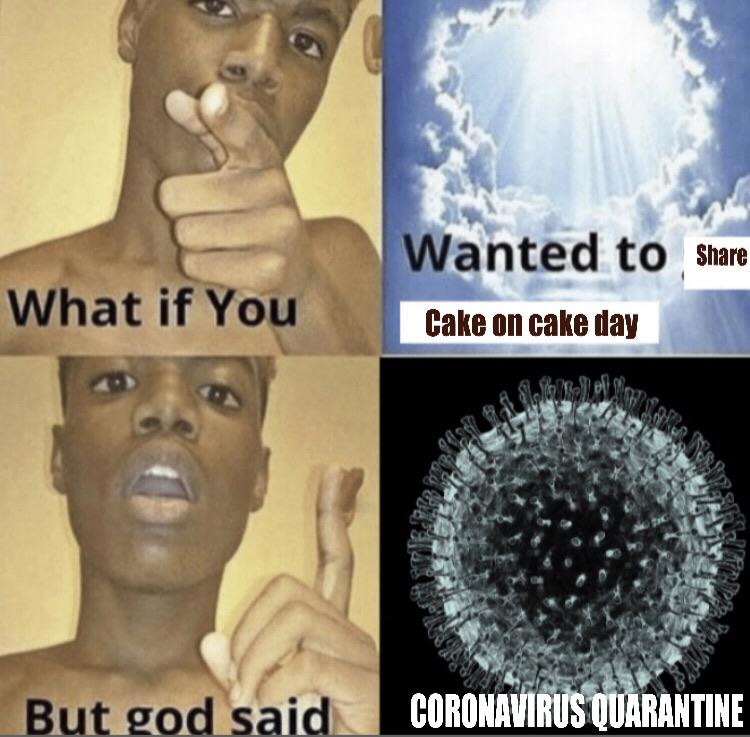 What if You
Wanted to Share
Cake on cake day
But god said
CORONAVIRUS QUARANTINE